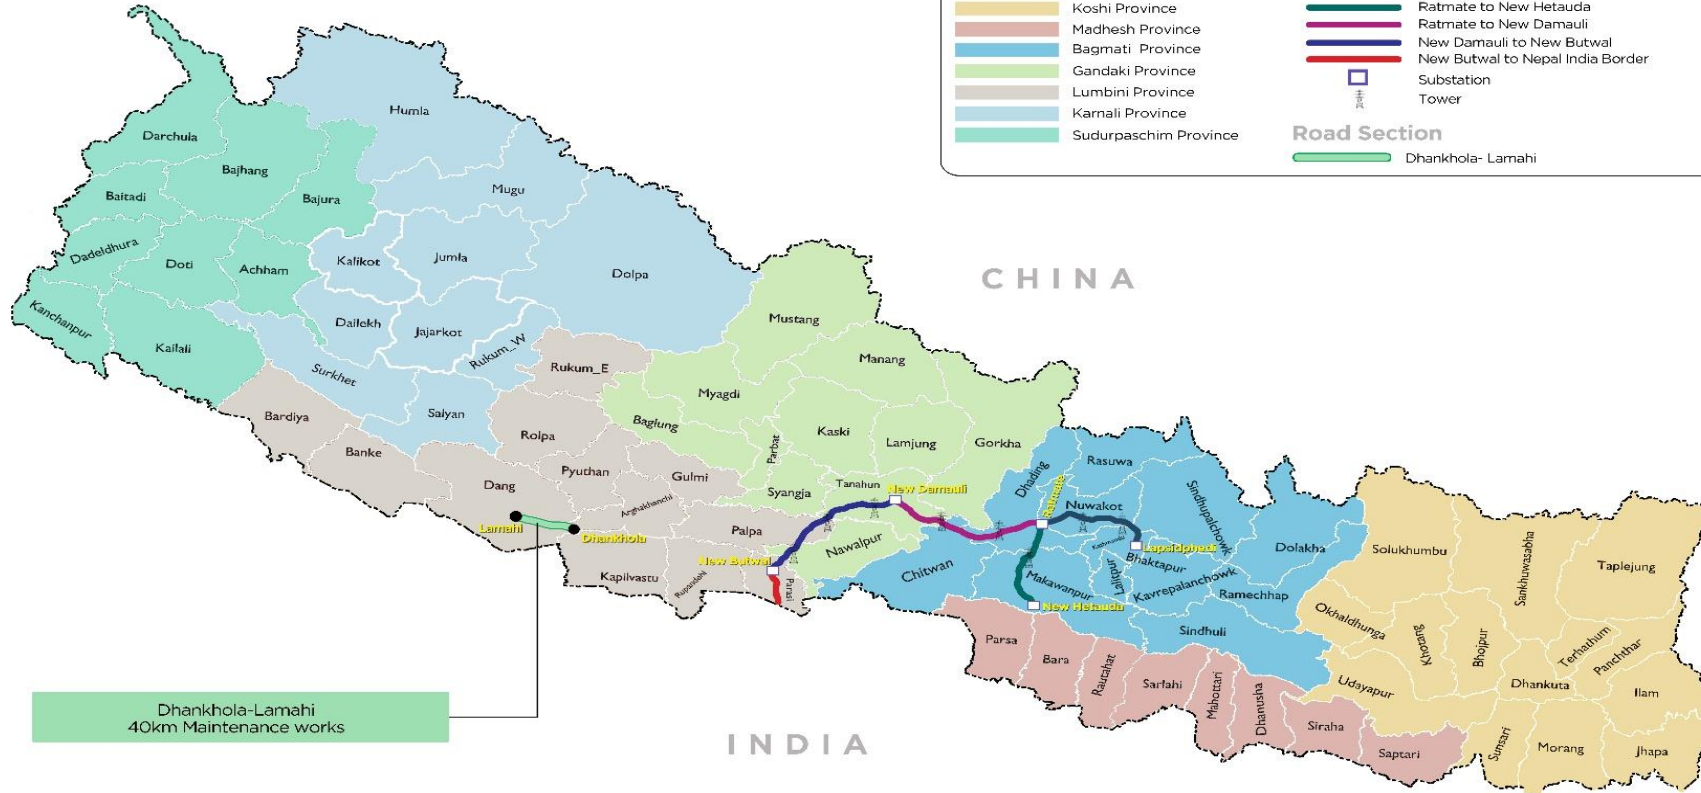 Koshi Province
Madhesh Province
Bagmati Province
Gandaki Province
Lumbini Province
Karnali Province
Sudurpaschim Province
Ratmate to New Hetauda
Ratmate to New Damauli
New Damauli to New Butwal
New Butwal to Nepal India Border
Substation
Tower
Road Section
Dhankhola- Lamahi
CHINA
INDIA
Humla
Darchula
Bajhang
Baitadi
Bajura
Mugu
Dadeldhura
Doti
Achham
Kalikot
Jumla
Dolpa
Kanchanpur
Kailali
Dailekh
Jajarkot
Rukum_W
Surkhet
Salyan
Rukum_E
Bardiya
Banke
Rolpa
Dang
Pyuthan
Gulmi
Arghakhanchi
Palpa
Kapilvastu
Rupandehi
Parasi
Lamahi
Dhankhola
New Butwal
Mustang
Manang
Myagdi
Baglung
Parbat
Kaski
Lamjung
Gorkha
Syangja
Tanahun
New Damauli
Nawalpur
Dhading
Rasuwa
Ratmate
Nuwakot
Sindhupalchowk
Kathmandu
Lapsidphedi
Bhaktapur
Lalitpur
Kavrepalanchowk
Dolakha
Ramechhap
Chitwan
Makawanpur
New Hetauda
Sindhuli
Parsa
Bara
Rautahat
Sarlahi
Mahottari
Dhanusha
Siraha
Saptari
Solukhumbu
Sankhuwasabha
Taplejung
Okhaldhunga
Khotang
Bhojpur
Terhathum
Panchthar
Udayapur
Dhankuta
Ilam
Sunsari
Morang
Jhapa
Dhankhola-Lamahi
40km Maintenance works